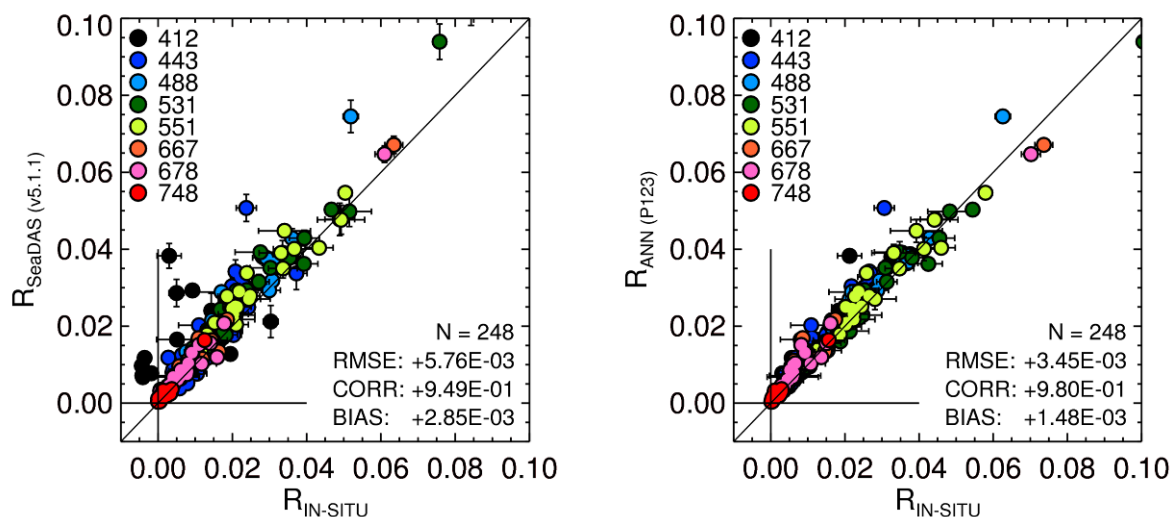 0.10
0.08
0.06
0.04
0.02
0.00
R SeaDAS (v5.1.1)
412
443
488
531
551
667
678
748
N = 248
RMSE: +5.76E-03
CORR: +9.49E-01
BIAS: +2.85E-03
0.00 0.02 0.04 0.06 0.08 0.10
R IN-SITU
0.10
0.08
0.06
0.04
0.02
0.00
R ANN (P123)
412
443
488
531
551
667
678
748
N = 248
RMSE: +3.45E-03
CORR: +9.80E-01
BIAS: +1.48E-03
0.00 0.02 0.04 0.06 0.08 0.10
R IN-SITU